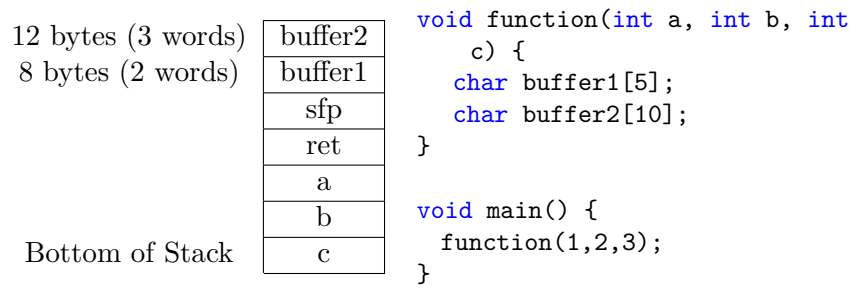 12 bytes (3 words) buffer2
8 bytes (2 words) buffer1
sfp
ret
a
b
Bottom of Stack c
void function(int a, int b, int
c) {
char buffer1[5];
char buffer2[10];
}
void main() {
function(1,2,3);
}